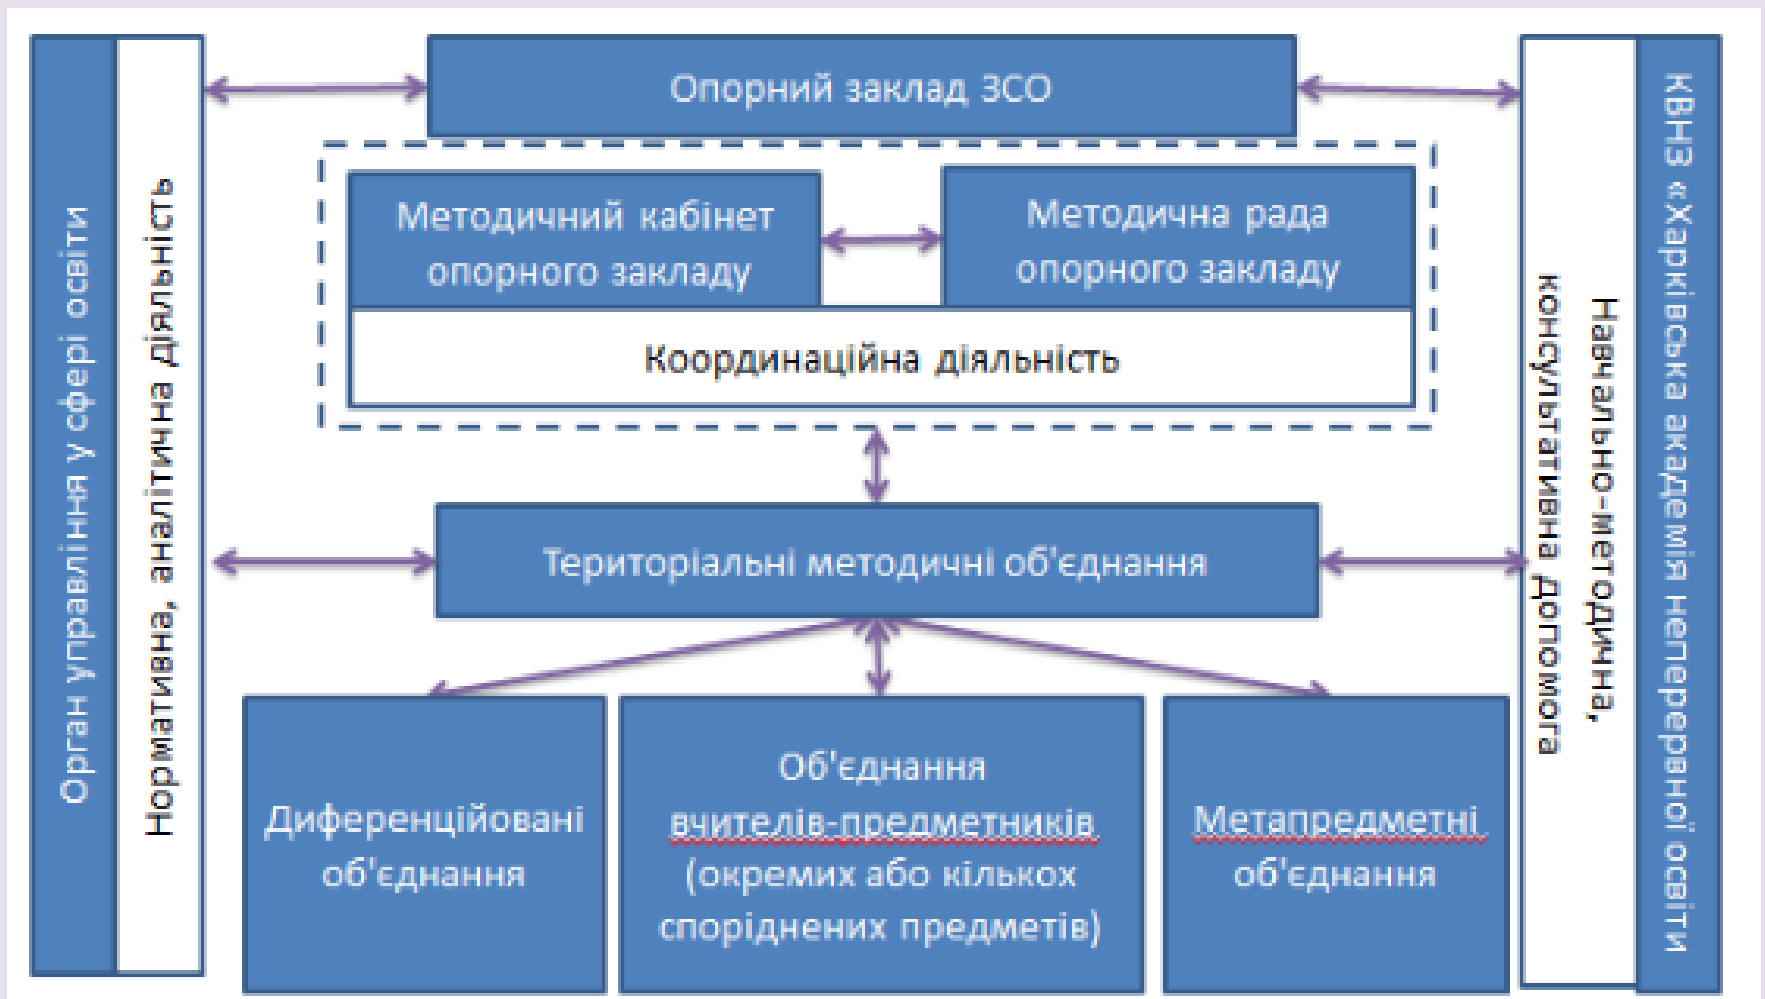 Орган управління у сфері освіти
Нормативна, аналітична діяльність
Опорний заклад ЗСО
Методичний кабінет
опорного закладу
Методична рада
опорного закладу
Координаційна діяльність
Територіальні методичні об'єднання
Диференційовані
об'єднання
Об'єднання
вчителів-предметників
(окремих або кількох
споріднених предметів)
Метапредметні
об'єднання
Навчально-методична,
консультативна допомога
КВНЗ «Харківська академія неперервної освіти